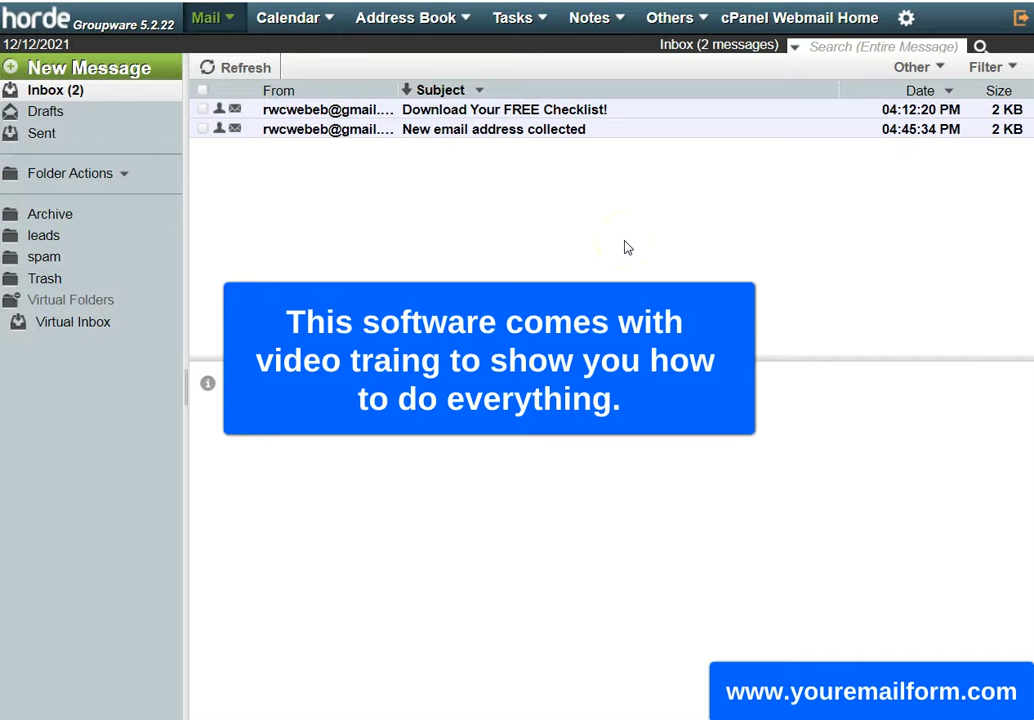 horde Groupware 5.2.22 Mail Calendar Address Book Tasks Notes Others cPanel Webmail Home
12/12/2021 Inbox (2 messages) Search (Entire Message)
New Message Refresh Other Filter
Inbox (2) From Subject Date Size
Drafts rwcwebeb@gmail.... Download Your FREE Checklist! 04:12:20 PM 2 KB
Sent rwcwebeb@gmail.... New email address collected 04:45:34 PM 2 KB
Folder Actions
Archive
leads
spam
Trash
Virtual Folders
Virtual Inbox
This software comes with
video traing to show you how
to do everything.
www.youremailform.com